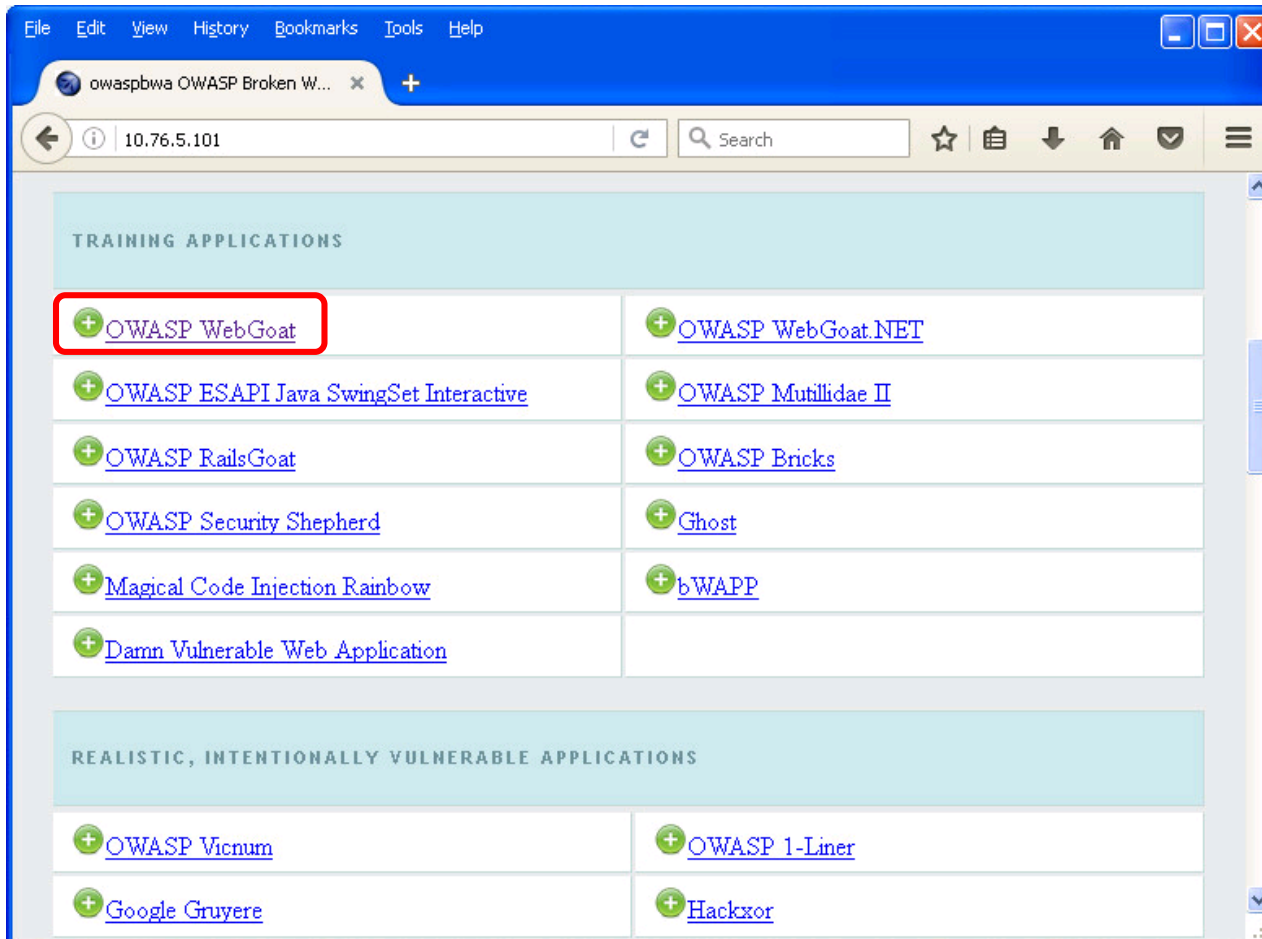 File Edit View History Bookmarks Tools Help
owaspbwa OWASP Broken W...
10.76.5.101
Search
TRAINING APPLICATIONS
OWASP WebGoat
OWASP WebGoat.NET
OWASP ESAPI Java SwingSet Interactive
OWASP Mutillidae II
OWASP RailsGoat
OWASP Bricks
OWASP Security Shepherd
Ghost
Magical Code Injection Rainbow
bWAPP
Damn Vulnerable Web Application
REALISTIC, INTENTIONALLY VULNERABLE APPLICATIONS
OWASP Vicnum
OWASP 1-Liner
Google Gruyere
Hackxor